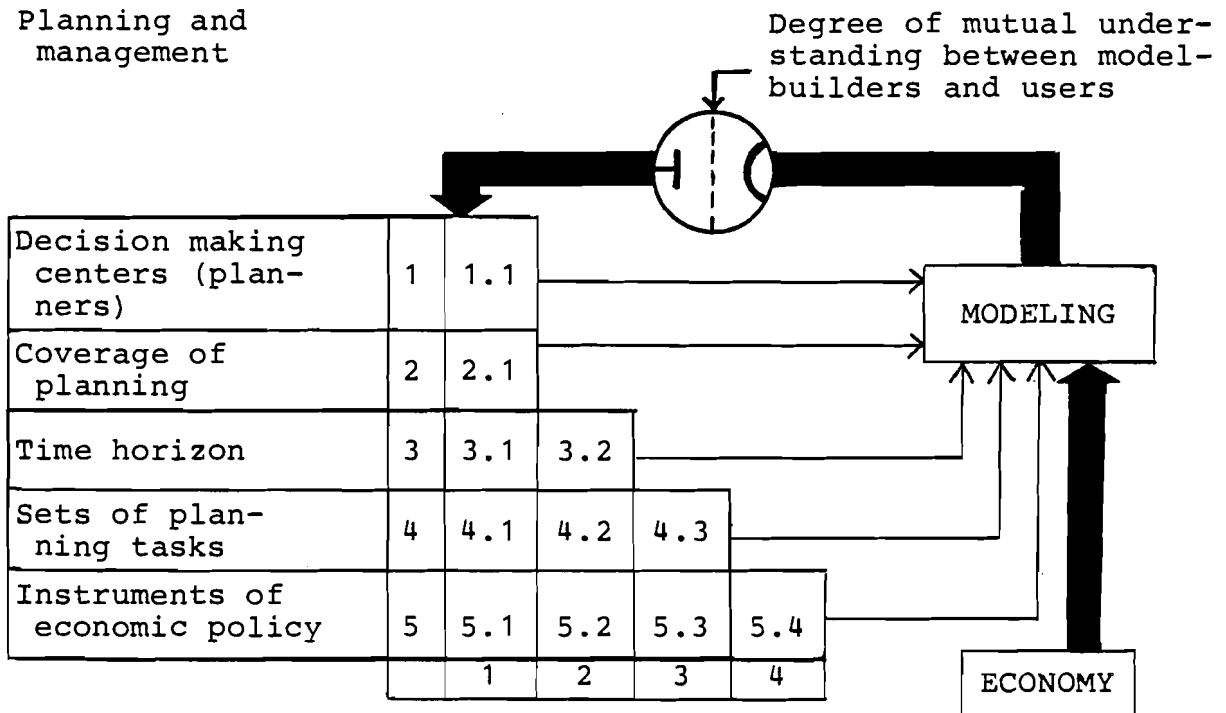 Planning and
management
Degree of mutual under-
standing between model-
builders and users
Decision making
centers (plan-
ners)
1 1.1
MODELING
Coverage of
planning
2 2.1
Time horizon 3 3.1 3.2
Sets of plan-
ning tasks
4 4.1 4.2 4.3
Instruments of
economic policy
5 5.1 5.2 5.3 5.4
1 2 3 4
ECONOMY